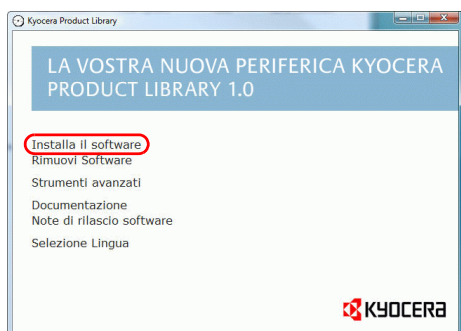 Kyocera Product Library
LA VOSTRA NUOVA PERIFERICA KYOCERA
PRODUCT LIBRARY 1.0
Installa il software
Rimuovi Software
Strumenti avanzati
Documentazione
Note di rilascio software
Selezione Lingua
KYOCERA